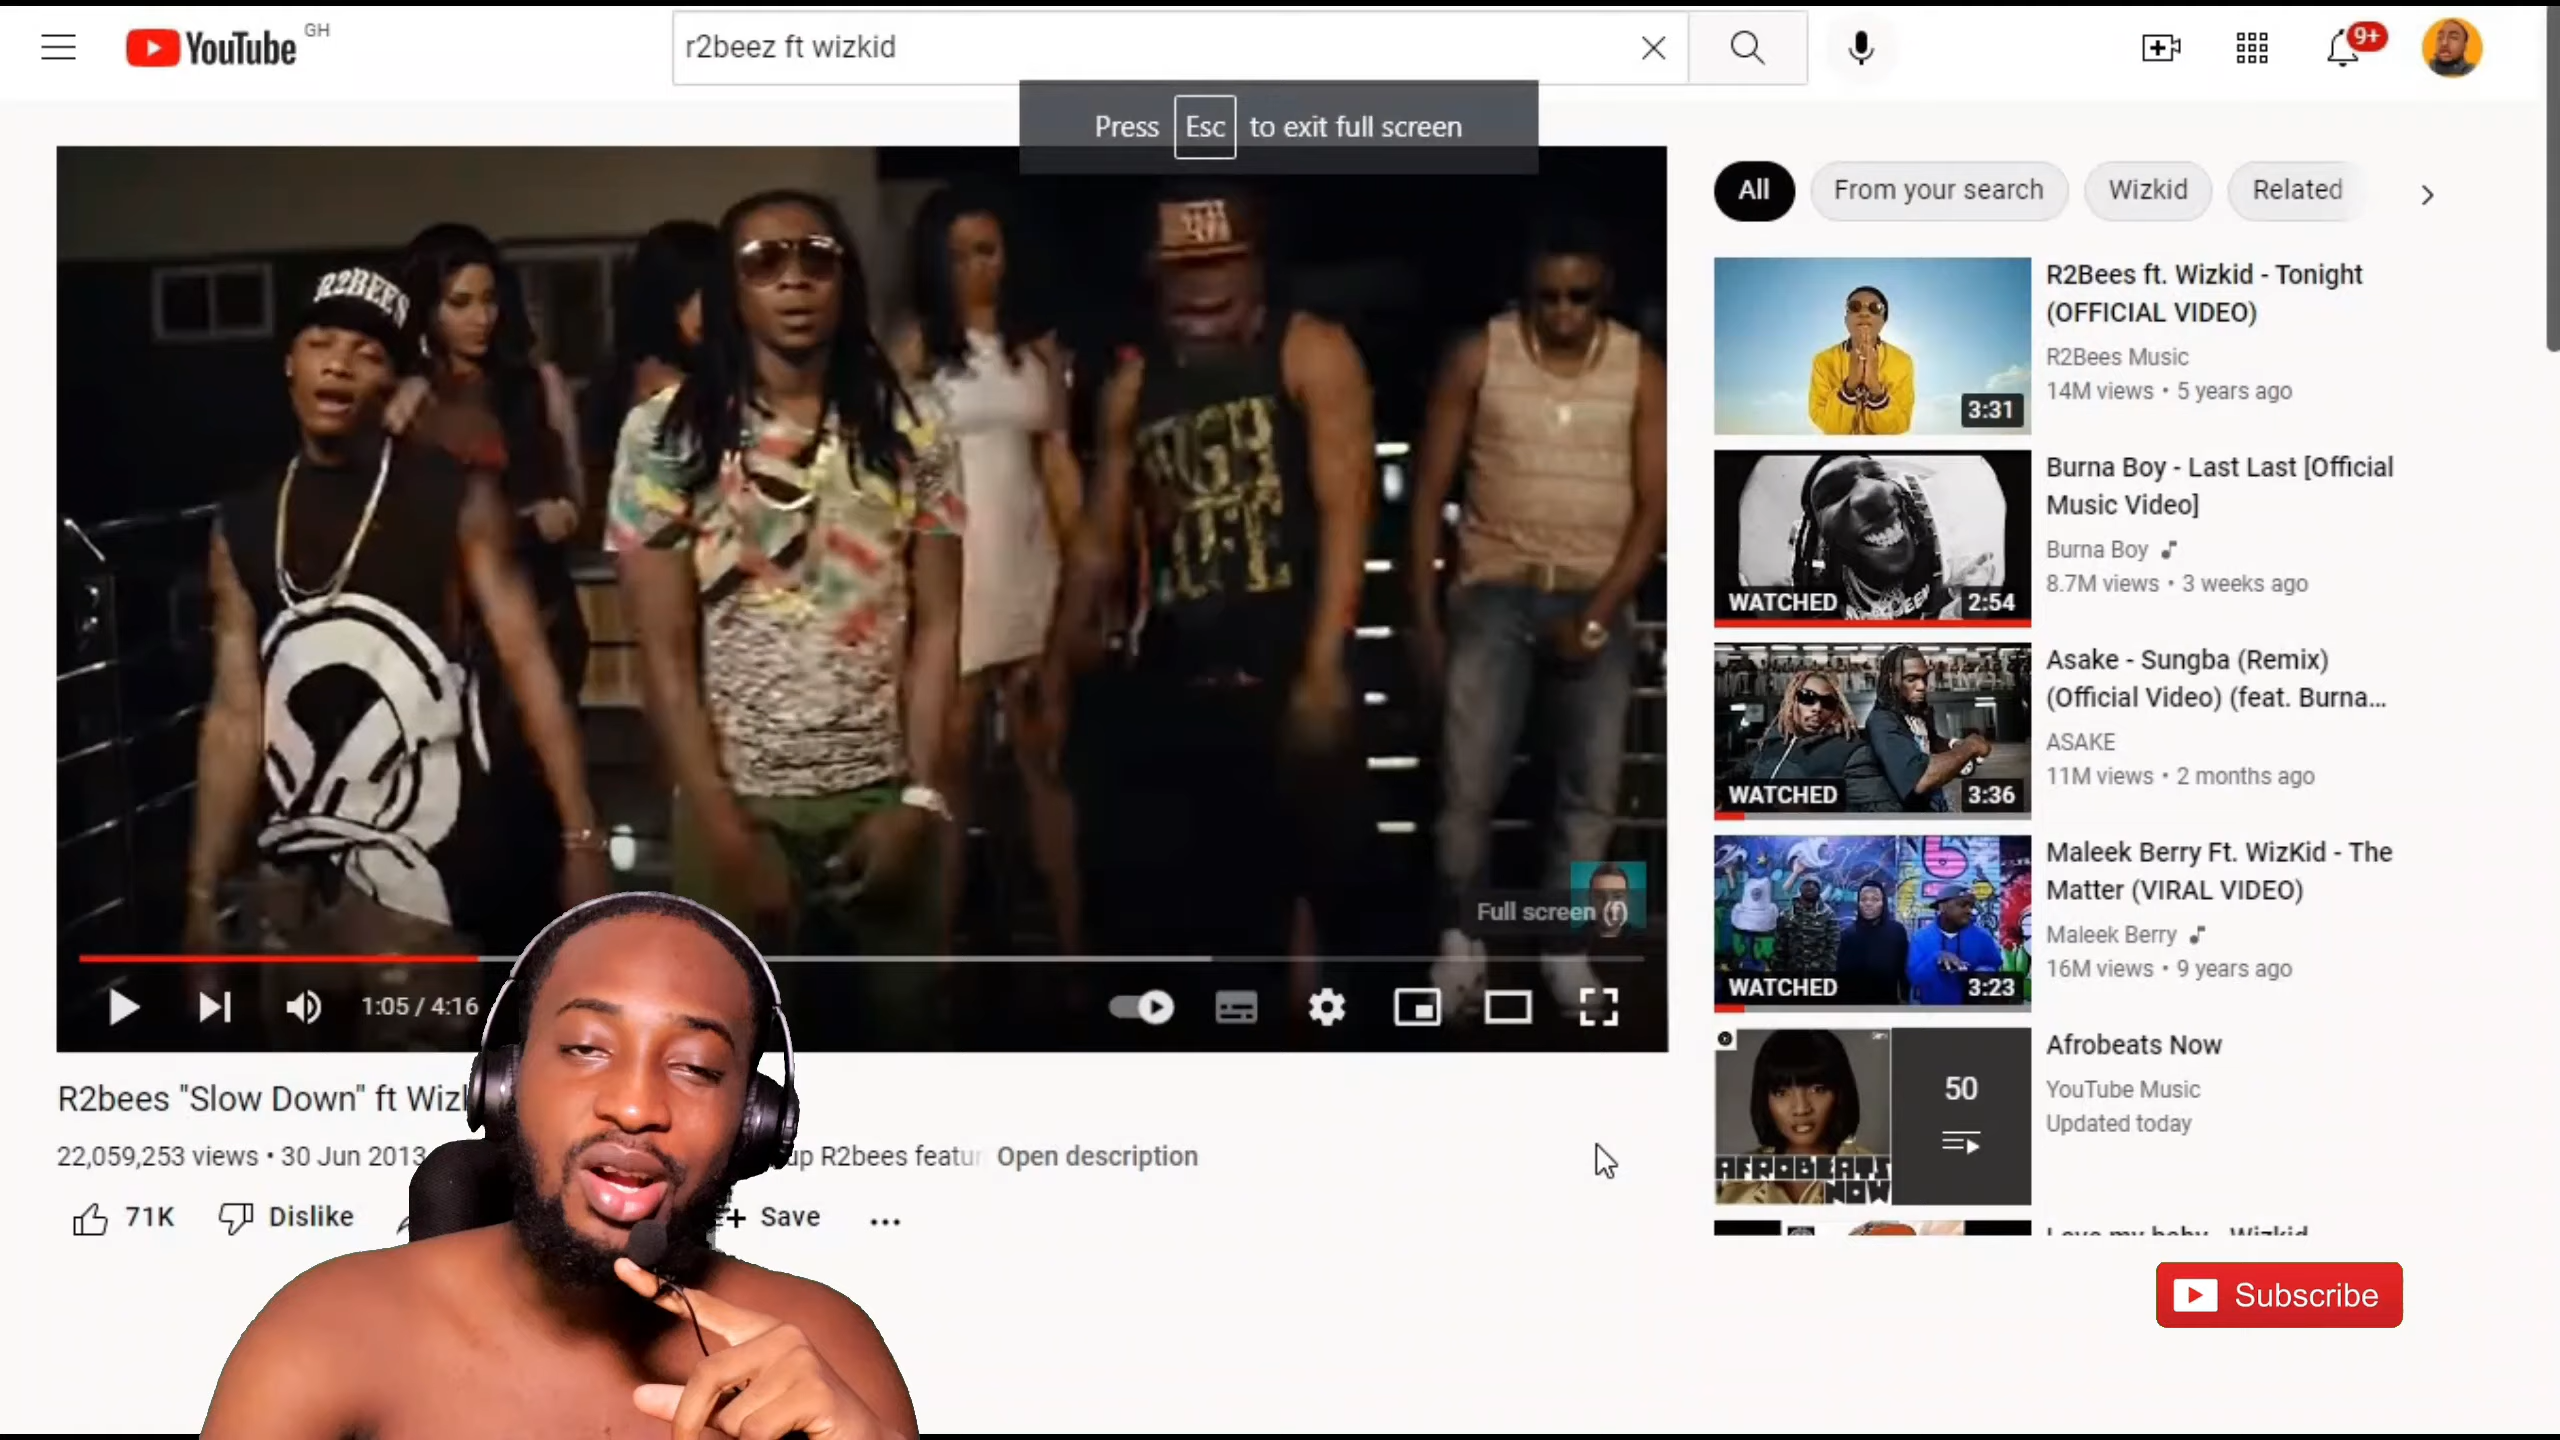 YouTube GH
r2beez ft wizkid
9+
Press Esc to exit full screen
R2BEES
Full screen (f)
1:05 / 4:16
R2bees "Slow Down" ft
22,059,253 views • 30 Jun 2013
up R2bees featur
Open description
71K
Dislike
Save
All
From your search
Wizkid
Related
R2Bees ft. Wizkid - Tonight
(OFFICIAL VIDEO)
R2Bees Music
14M views • 5 years ago
3:31
Burna Boy - Last Last [Official
Music Video]
Burna Boy
8.7M views • 3 weeks ago
WATCHED
2:54
Asake - Sungba (Remix)
(Official Video) (feat. Burna...
ASAKE
11M views • 2 months ago
WATCHED
3:36
Maleek Berry Ft. WizKid - The
Matter (VIRAL VIDEO)
Maleek Berry
16M views • 9 years ago
WATCHED
3:23
Afrobeats Now
YouTube Music
Updated today
50
AFROBEATS
NOW
Love my baby - Wizkid
Subscribe